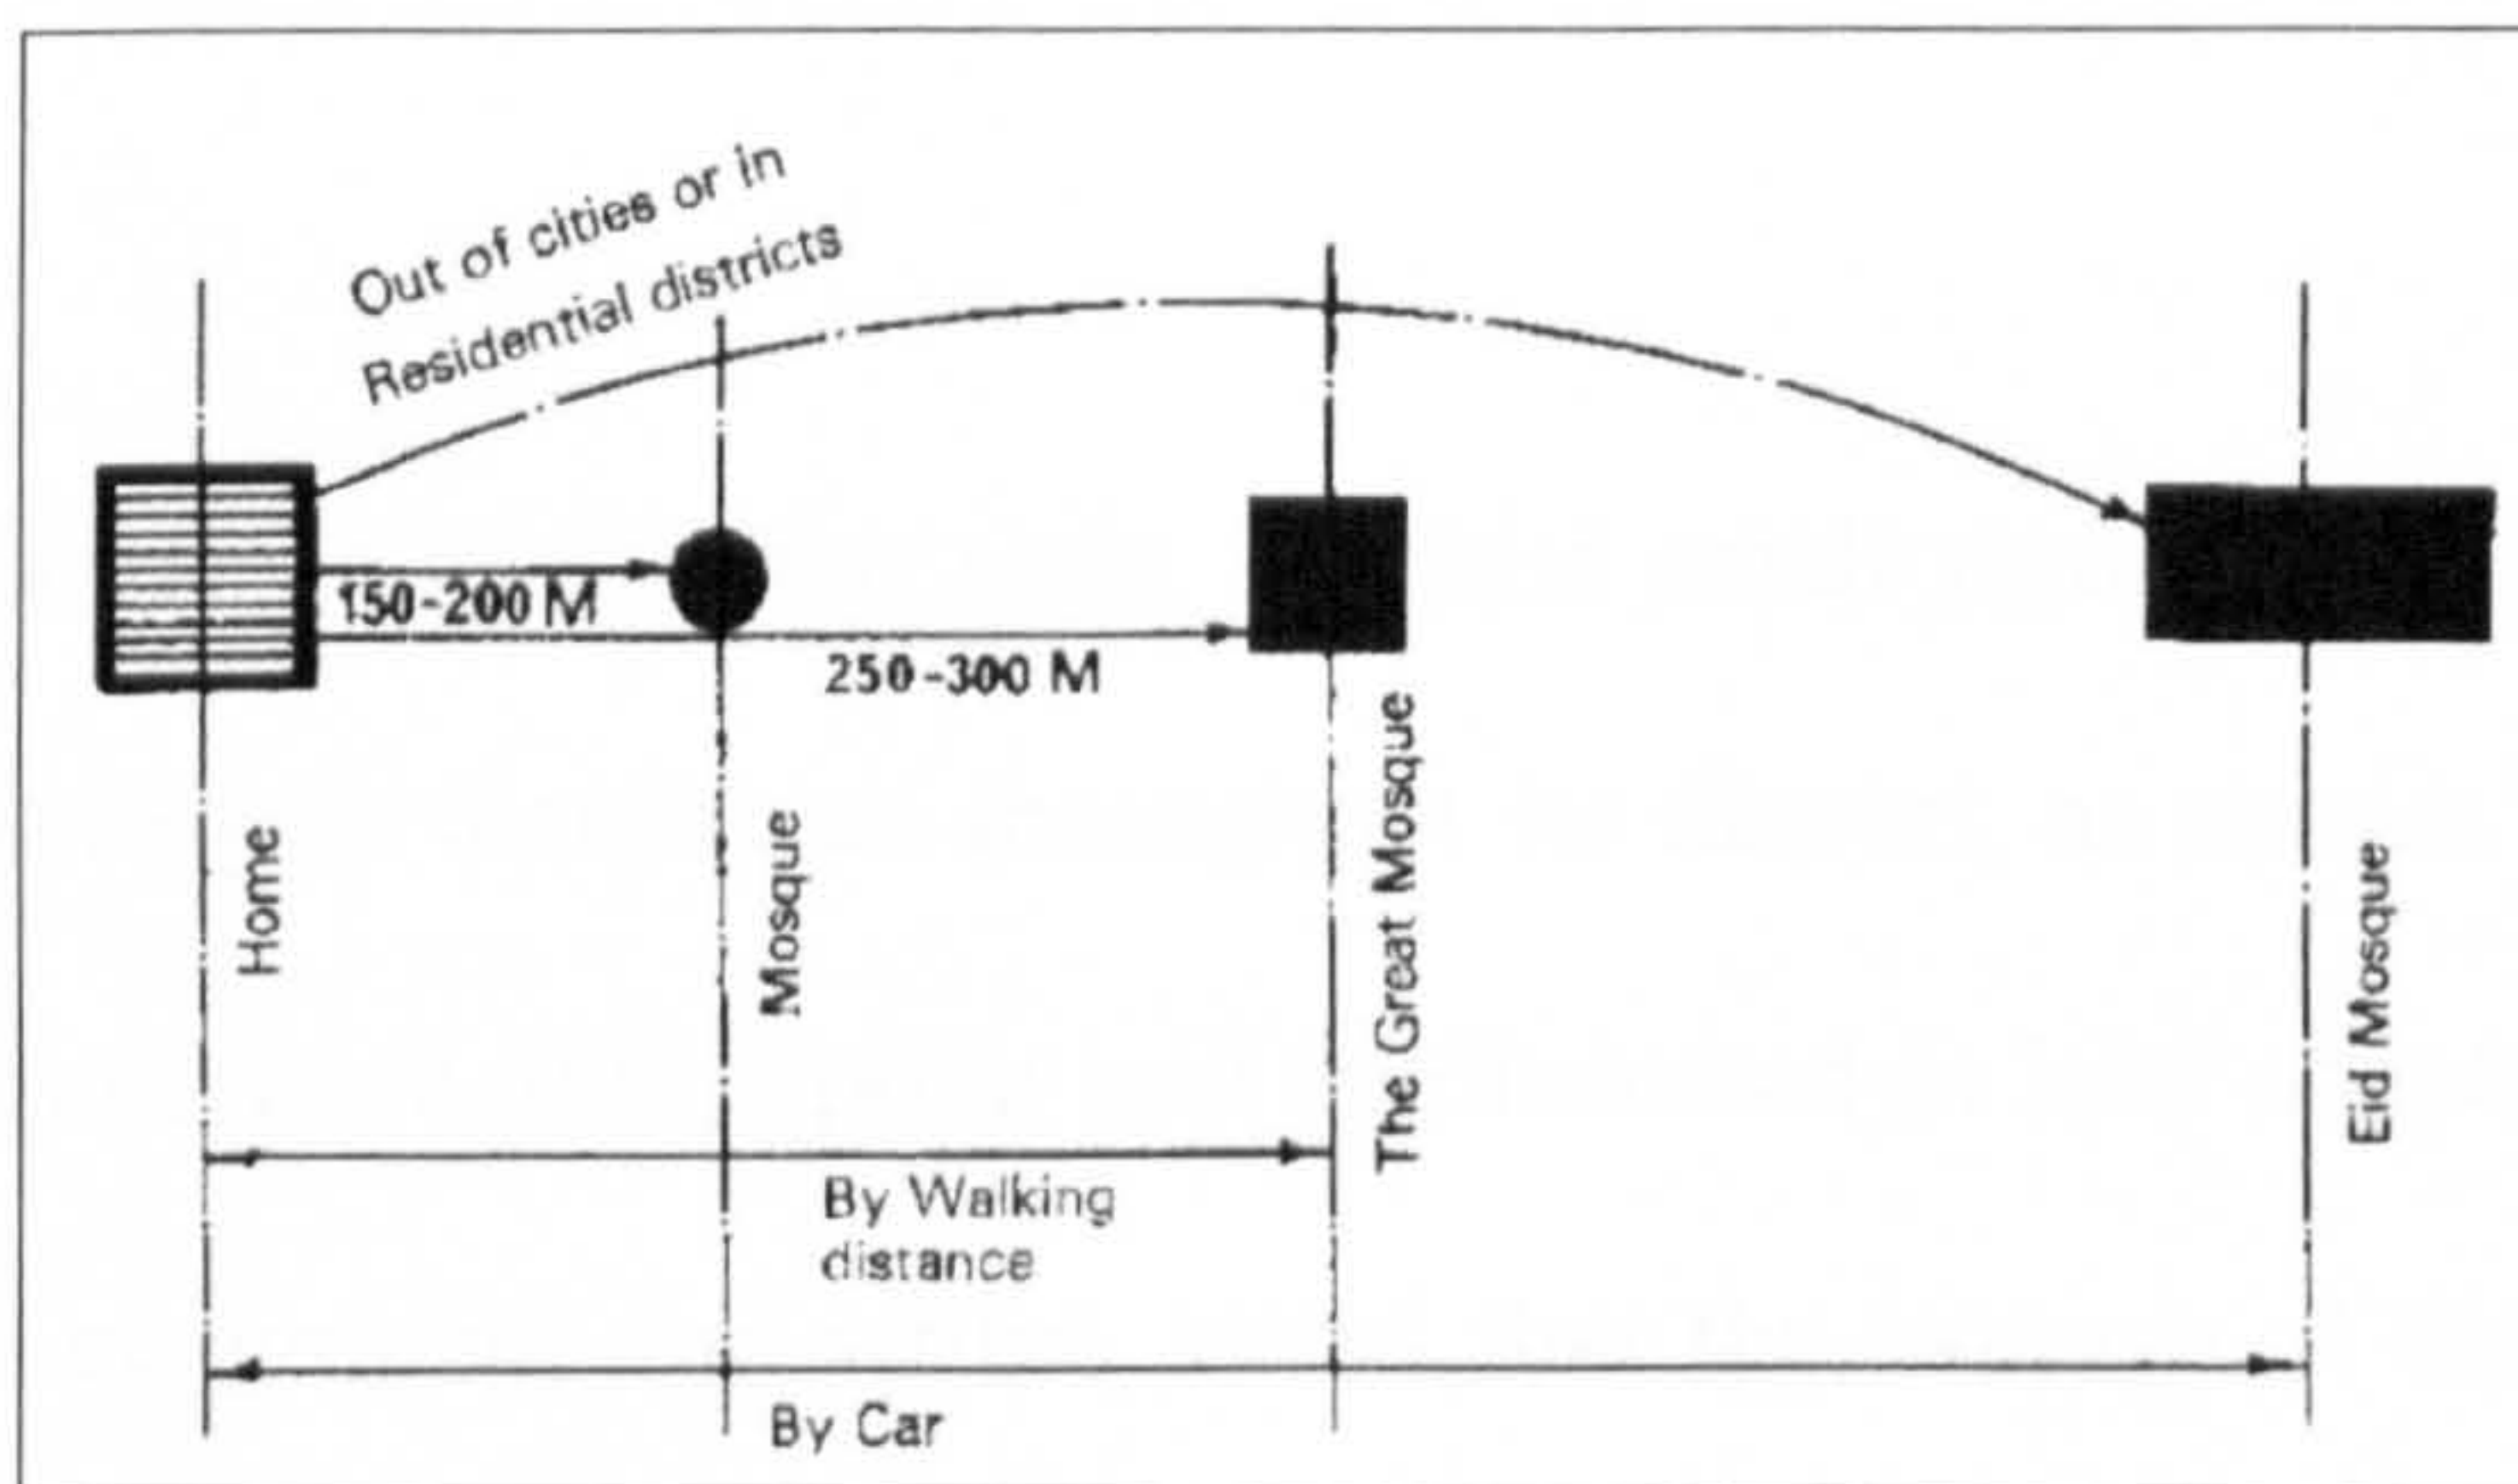 Out of cities or in
Residential districts
150-200 M
250-300 M
Home
Mosque
The Great Mosque
Eid Mosque
By Walking
distance
By Car